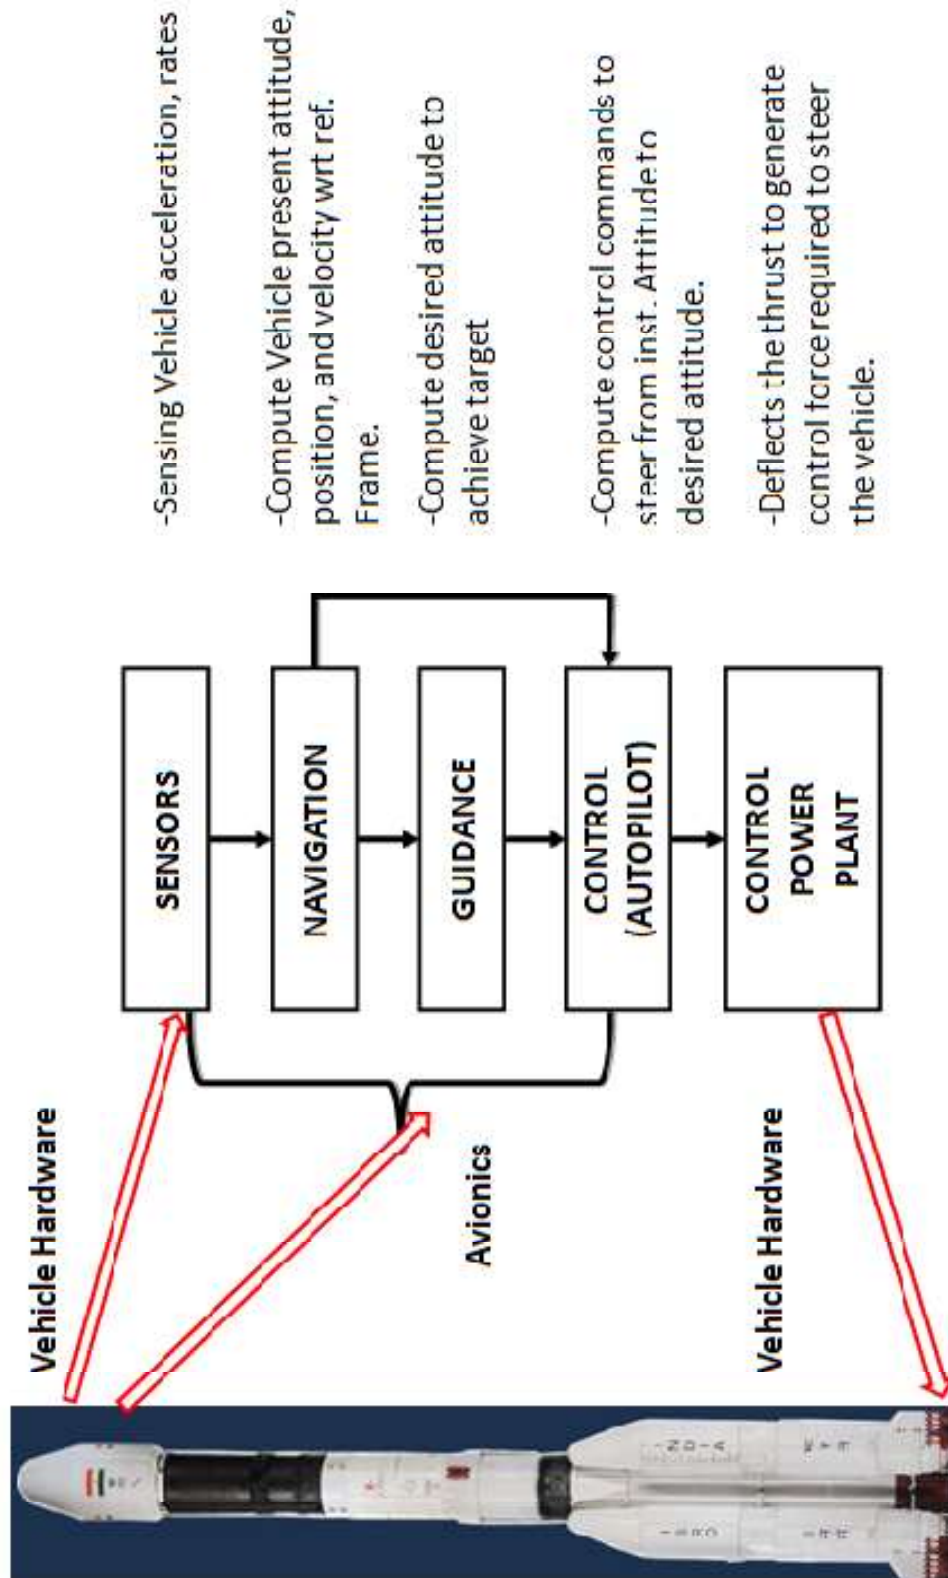 Vehicle Hardware
SENSORS
-Sensing Vehicle acceleration, rates
NAVIGATION
-Compute Vehicle present attitude,
position, and velocity wrt ref.
Frame.
GUIDANCE
-Compute desired attitude to
achieve target
Avionics
CONTROL
(AUTOPILOT)
-Compute control commands to
steer from inst. Attitude to
desired attitude.
Vehicle Hardware
CONTROL
POWER
PLANT
-Deflects the thrust to generate
control force required to steer
the vehicle.
INDIA
ISRO